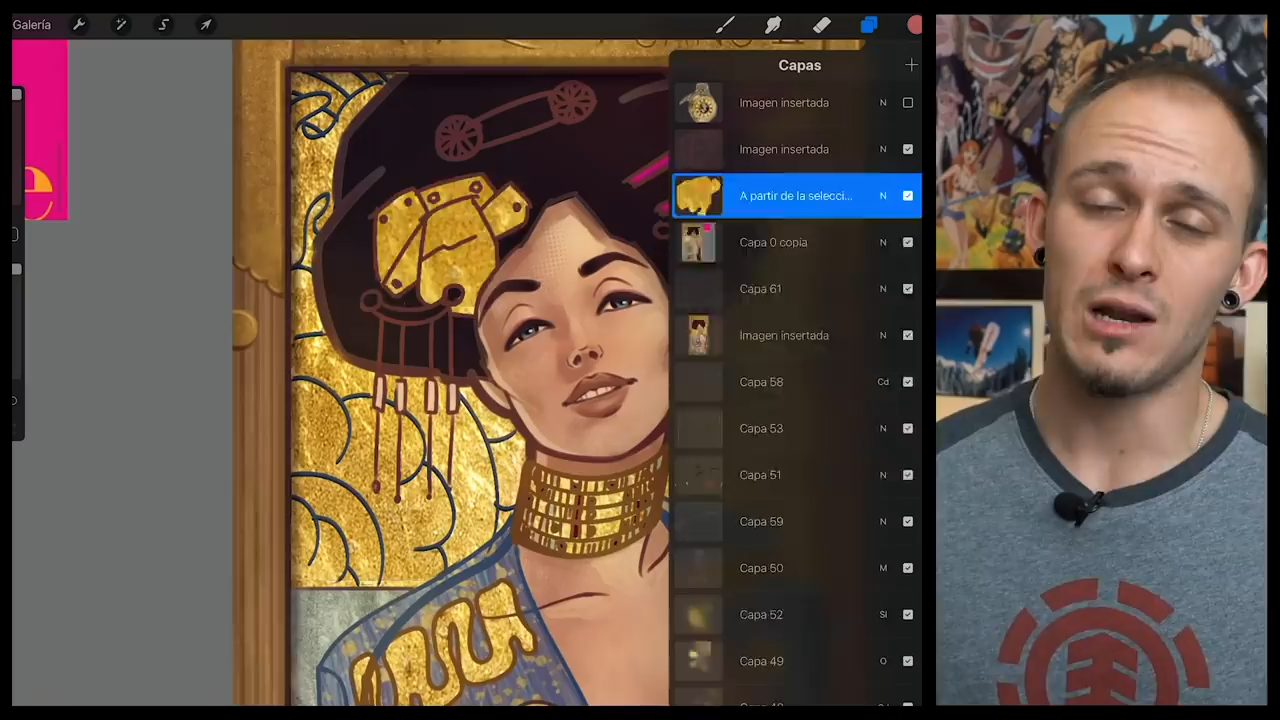 Galería
Capas
Imagen insertada N
Imagen insertada N
A partir de la selecci... N
Capa 0 copia N
Capa 61 N
Imagen insertada N
Capa 58 Cd
Capa 53 N
Capa 51 N
Capa 59 N
Capa 50 M
Capa 52 Sl
Capa 49 O